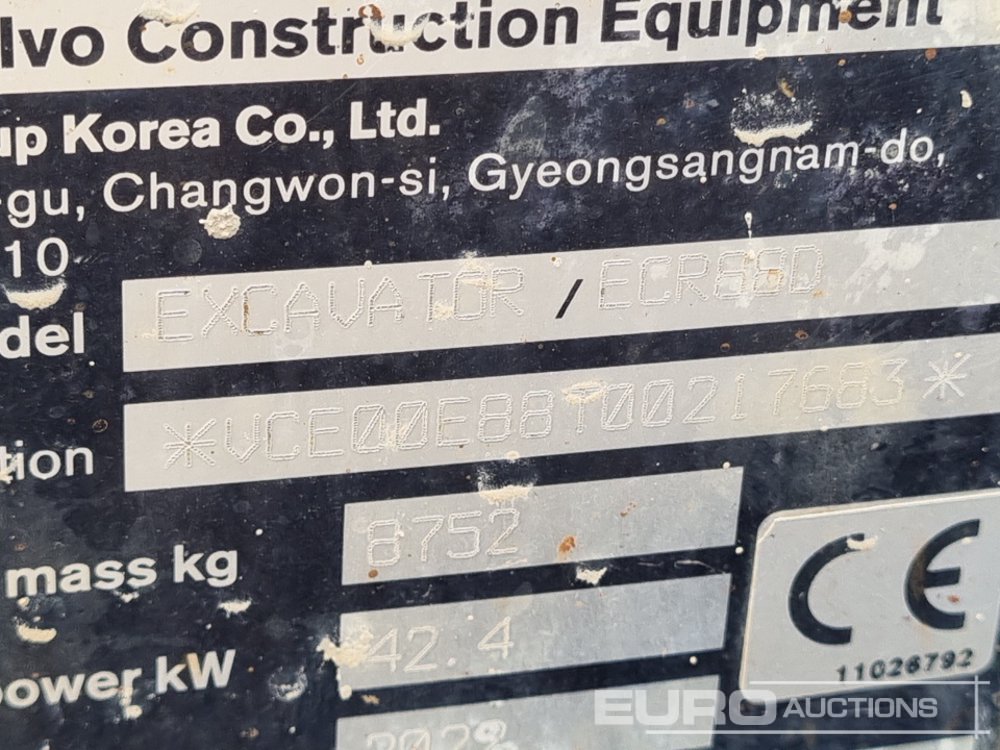 lvo Construction Equipment
up Korea Co., Ltd.
-gu, Changwon-si, Gyeongsangnam-do,
10
del EXCAVATOR / ECR88D
tion *VCE00E88T00217683*
mass kg 8752
power kW 42.4
CE
11026792
EURO AUCTIONS